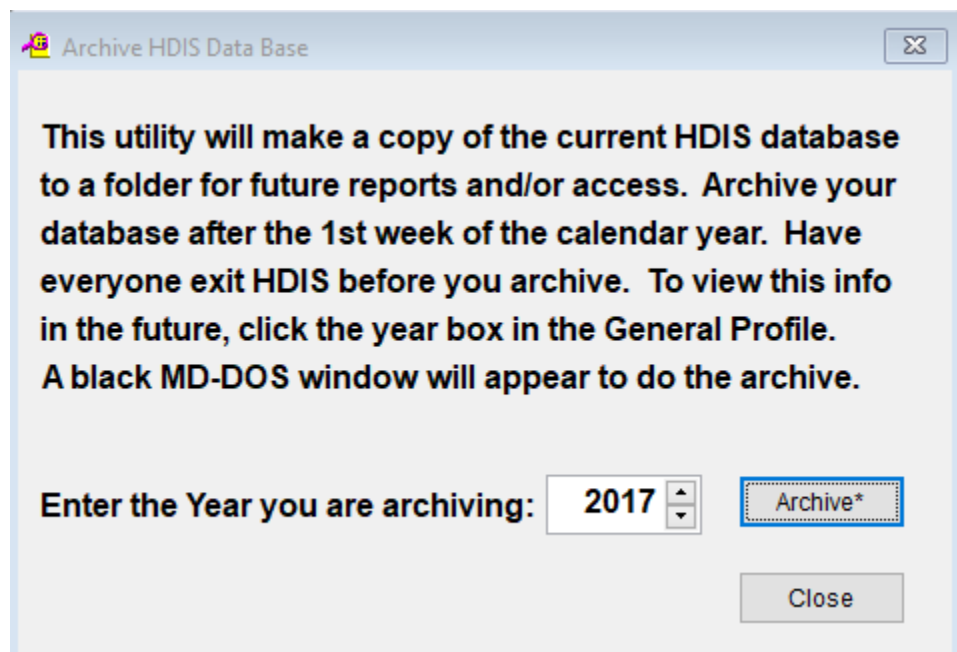 Archive HDIS Data Base
This utility will make a copy of the current HDIS database
to a folder for future reports and/or access. Archive your
database after the 1st week of the calendar year. Have
everyone exit HDIS before you archive. To view this info
in the future, click the year box in the General Profile.
A black MD-DOS window will appear to do the archive.
Enter the Year you are archiving: 2017 Archive*
Close